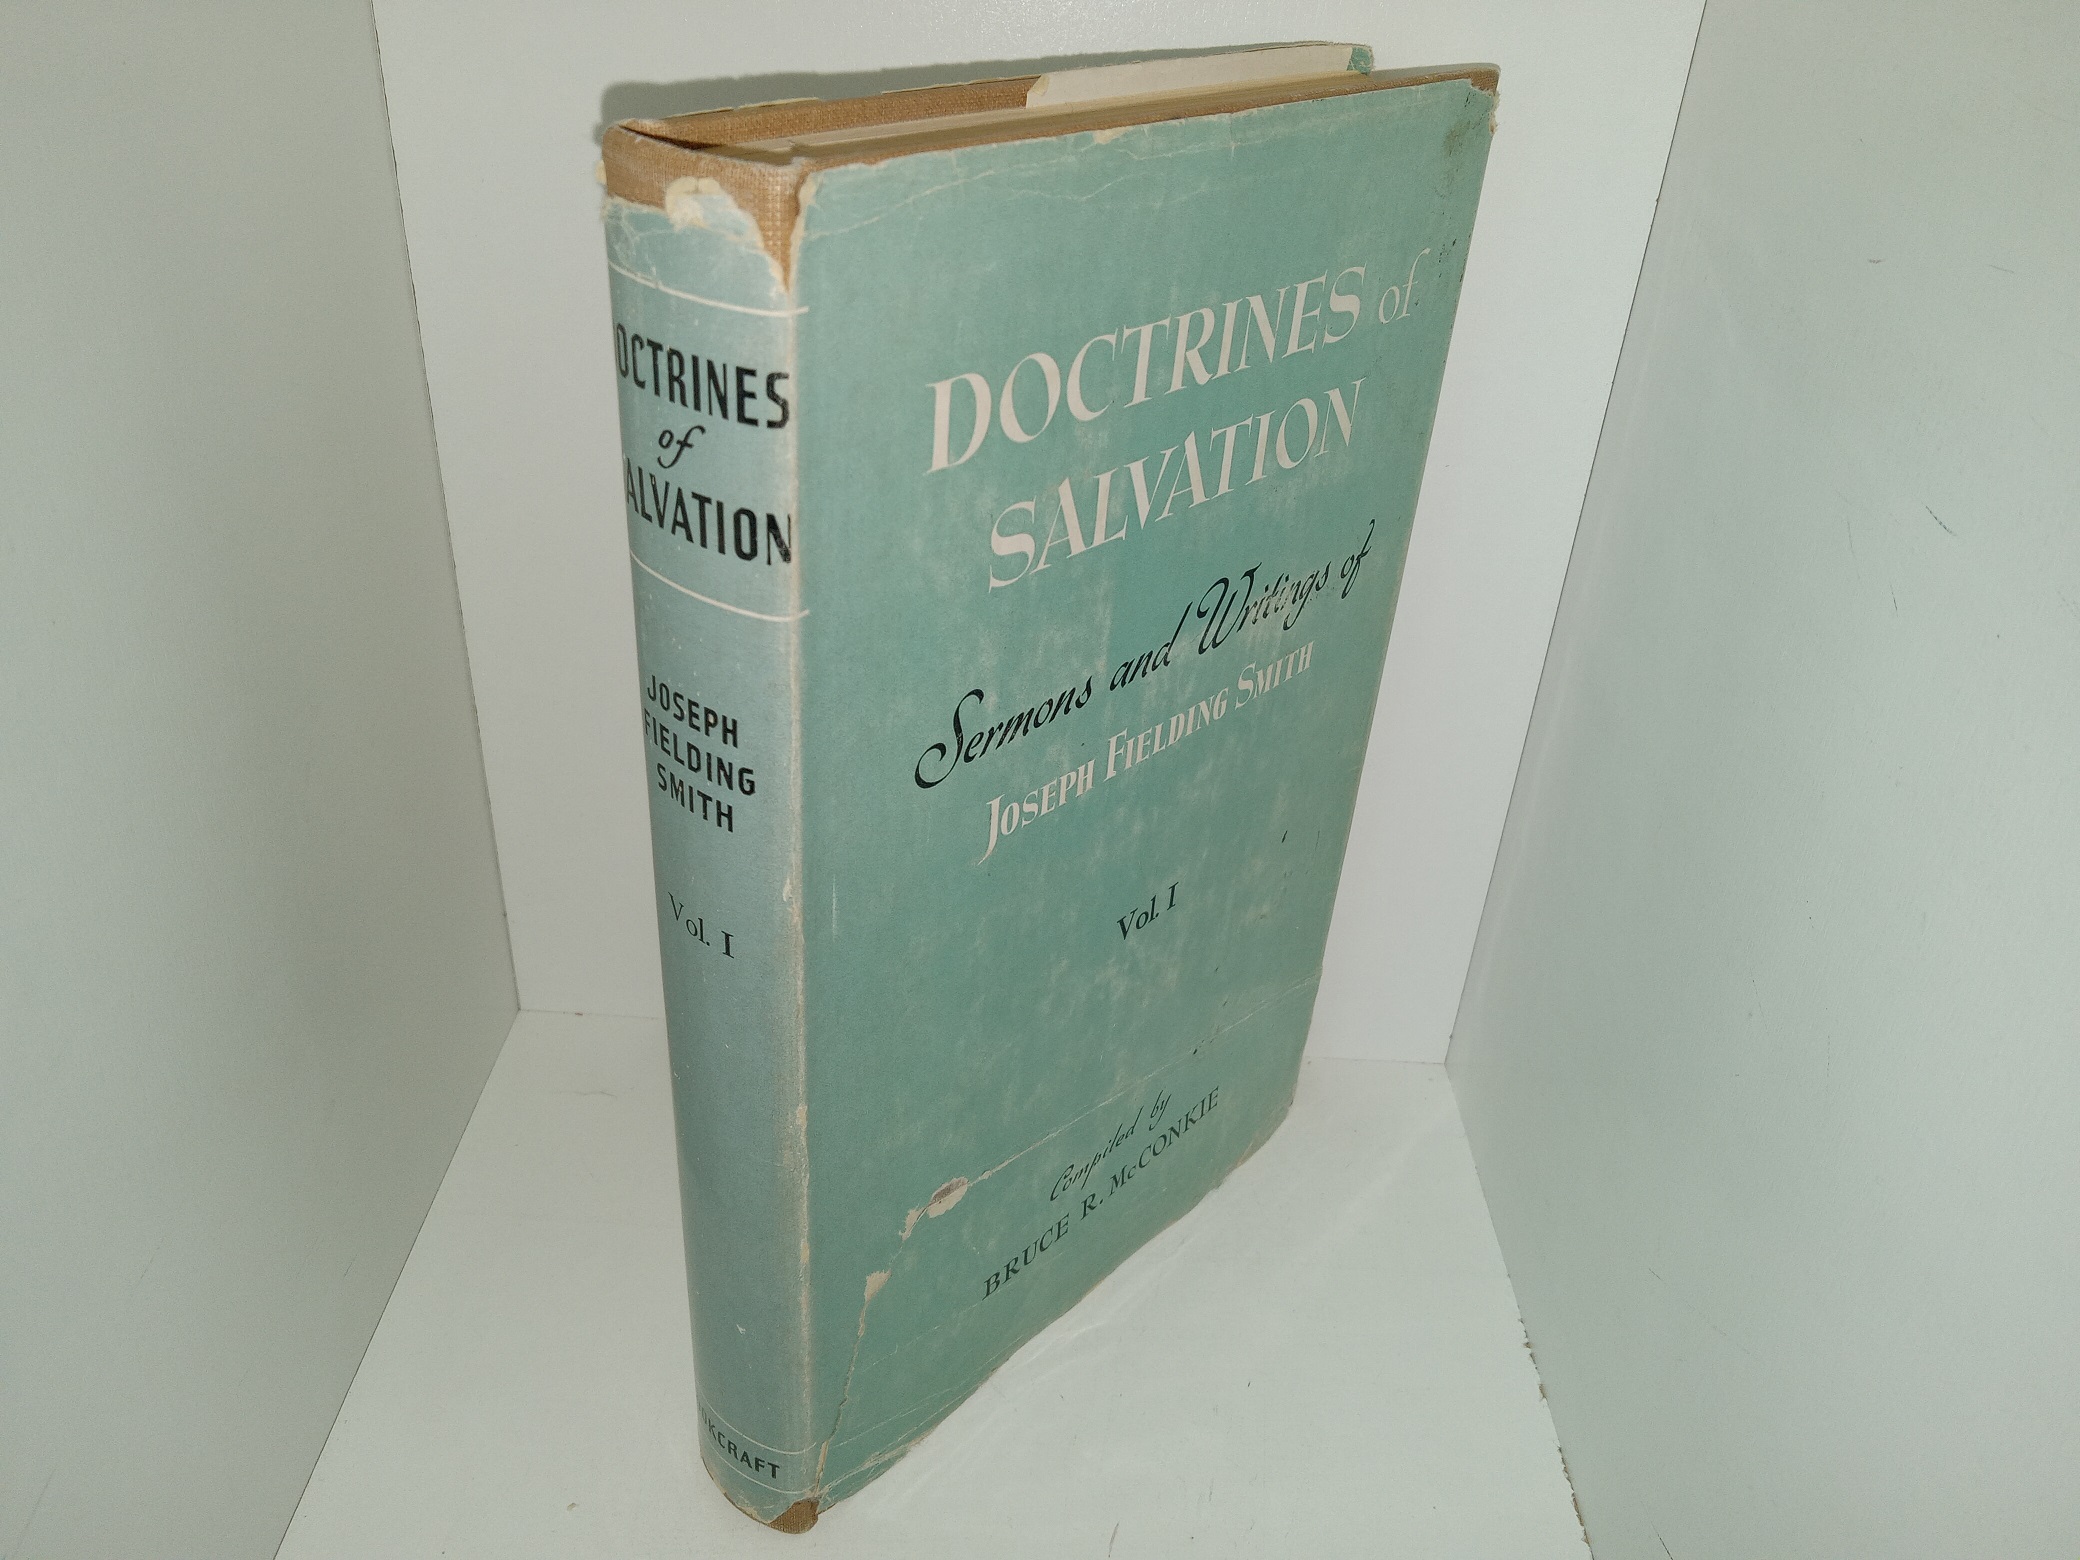 OCTRINES
of
ALVATION
JOSEPH
FIELDING
SMITH
Vol. I
OKCRAFT
DOCTRINES of
SALVATION
Sermons and Writings of
JOSEPH FIELDING SMITH
Vol. I
Compiled by
BRUCE R. McCONKIE